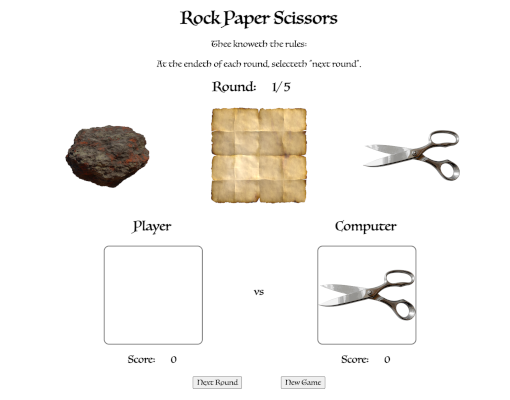 Rock Paper Scissors
Thee knoweth the rules:
At the endeth of each round, selecteth "next round".
Round: 1/5
Player
Computer
vs
Score: 0
Score: 0
Next Round
New Game